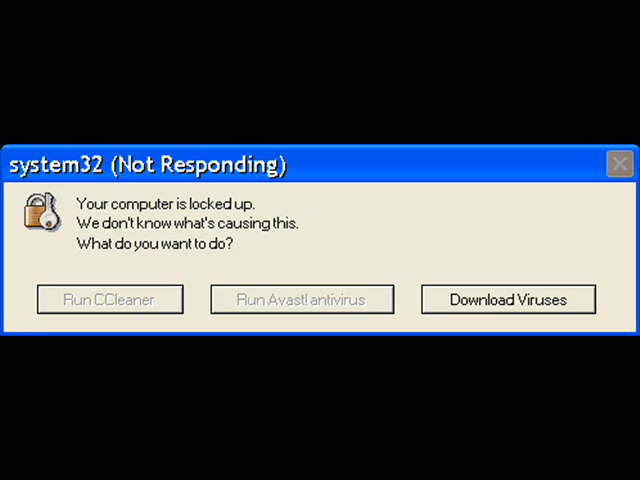 system32 (Not Responding)
Your computer is locked up.
We don't know what's causing this.
What do you want to do?
Run CCleaner
Run Avast! antivirus
Download Viruses